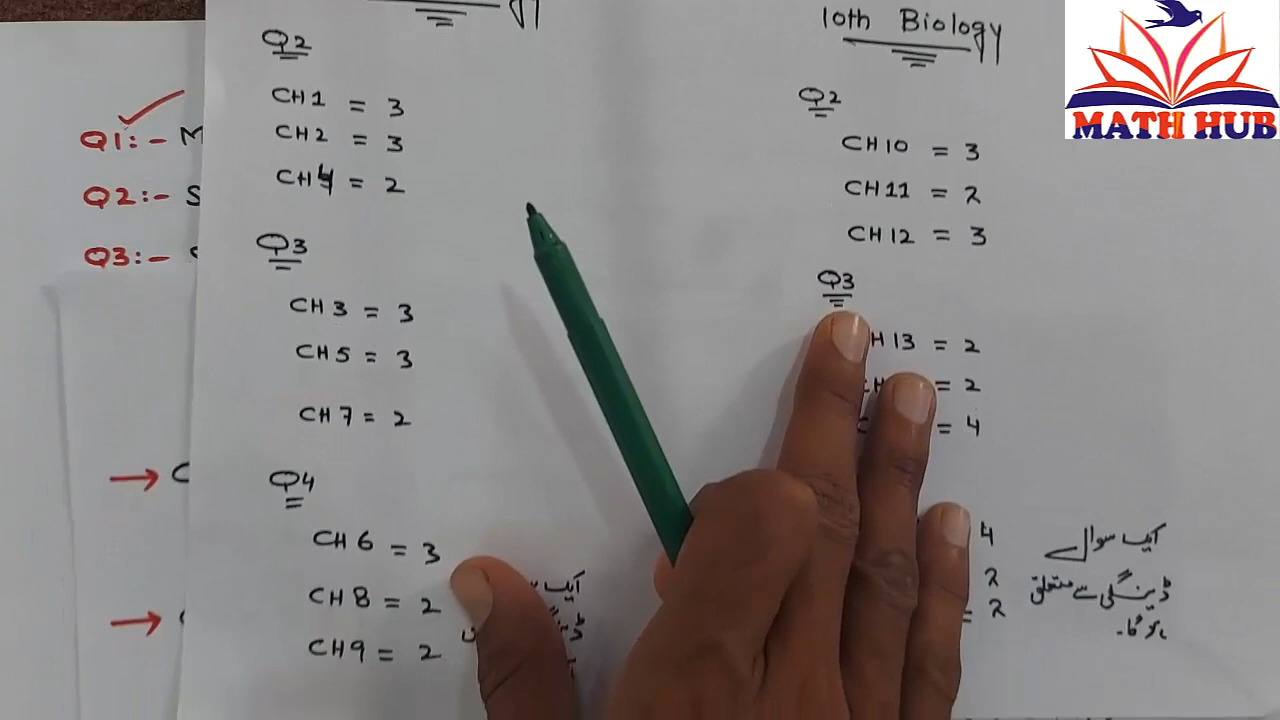 Q2
CH1 = 3
CH2 = 3
CH4 = 2
Q3
CH3 = 3
CH5 = 3
CH7 = 2
Q4
CH6 = 3
CH8 = 2
CH9 = 2
10th Biology
Q2
CH10 = 3
CH11 = 2
CH12 = 3
Q3
H13 = 2
= 2
= 4
4
2
= 2
ایک سوال
ڈینگی سے متعلق
ہوگا۔
Q1:-
Q2:- S
Q3:-
MATH HUB